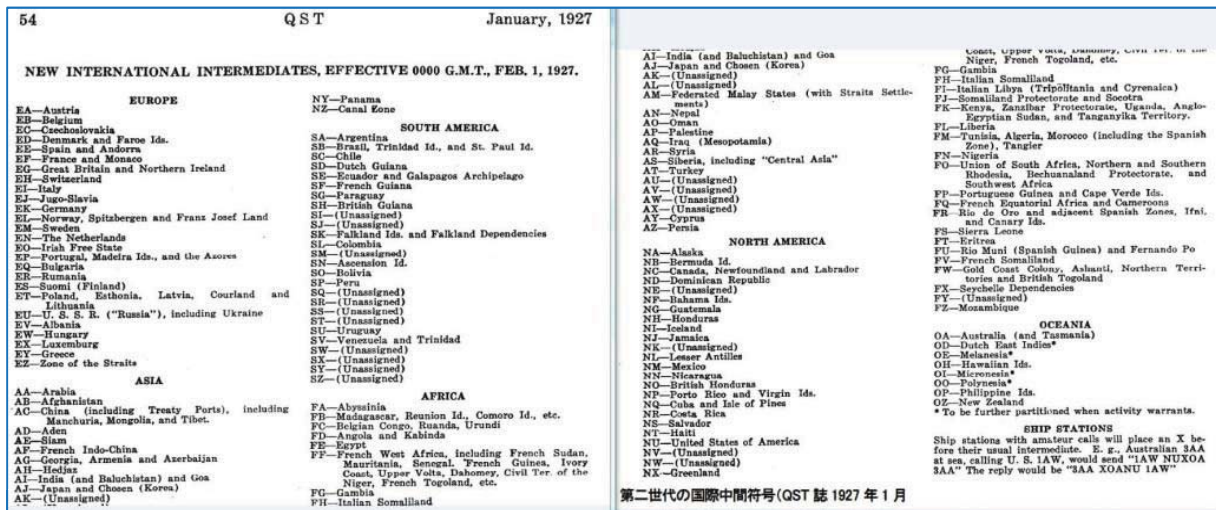 54 QST January, 1927
NEW INTERNATIONAL INTERMEDIATES, EFFECTIVE 0000 G.M.T., FEB. 1, 1927.
EUROPE
EA—Austria
EB—Belgium
EC—Czechoslovakia
ED—Denmark and Faroe Ids.
EE—Spain and Andorra
EF—France and Monaco
EG—Great Britain and Northern Ireland
EH—Switzerland
EI—Italy
EJ—Jugo-Slavia
EK—Germany
EL—Norway, Spitzbergen and Franz Josef Land
EM—Sweden
EN—The Netherlands
EO—Irish Free State
EP—Portugal, Madeira Ids., and the Azores
EQ—Bulgaria
ER—Rumania
ES—Suomi (Finland)
ET—Poland, Esthonia, Latvia, Courland and
Lithuania
EU—U. S. S. R. ("Russia"), including Ukraine
EV—Albania
EW—Hungary
EX—Luxemburg
EY—Greece
EZ—Zone of the Straits
ASIA
AA—Arabia
AB—Afghanistan
AC—China (including Treaty Ports), including
Manchuria, Mongolia, and Tibet.
AD—Aden
AE—Siam
AF—French Indo-China
AG—Georgia, Armenia and Azerbaijan
AH—Hedjaz
AI—India (and Baluchistan) and Goa
AJ—Japan and Chosen (Korea)
AK—(Unassigned)
NY—Panama
NZ—Canal Eone
SOUTH AMERICA
SA—Argentina
SB—Brazil, Trinidad Id., and St. Paul Id.
SC—Chile
SD—Dutch Guiana
SE—Ecuador and Galapagos Archipelago
SF—French Guiana
SG—Paraguay
SH—British Guiana
SI—(Unassigned)
SJ—(Unassigned)
SK—Falkland Ids. and Falkland Dependencies
SL—Colombia
SM—(Unassigned)
SN—Ascension Id.
SO—Bolivia
SP—Peru
SQ—(Unassigned)
SR—(Unassigned)
SS—(Unassigned)
ST—(Unassigned)
SU—Uruguay
SV—Venezuela and Trinidad
SW—(Unassigned)
SX—(Unassigned)
SY—(Unassigned)
SZ—(Unassigned)
AFRICA
FA—Abyssinia
FB—Madagascar, Reunion Id., Comoro Id., etc.
FC—Belgian Congo, Ruanda, Urundi
FD—Angola and Kabinda
FE—Egypt
FF—French West Africa, including French Sudan,
Mauritania, Senegal, French Guinea, Ivory
Coast, Upper Volta, Dahomey, Civil Ter. of the
Niger, French Togoland, etc.
FG—Gambia
FH—Italian Somaliland
AI—India (and Baluchistan) and Goa
AJ—Japan and Chosen (Korea)
AK—(Unassigned)
AL—(Unassigned)
AM—Federated Malay States (with Straits Settle-
ments)
AN—Nepal
AO—Oman
AP—Palestine
AQ—Iraq (Mesopotamia)
AR—Syria
AS—Siberia, including "Central Asia"
AT—Turkey
AU—(Unassigned)
AV—(Unassigned)
AW—(Unassigned)
AX—(Unassigned)
AY—Cyprus
AZ—Persia
NORTH AMERICA
NA—Alaska
NB—Bermuda Id.
NC—Canada, Newfoundland and Labrador
ND—Dominican Republic
NE—(Unassigned)
NF—Bahama Ids.
NG—Guatemala
NH—Honduras
NI—Iceland
NJ—Jamaica
NK—(Unassigned)
NL—Lesser Antilles
NM—Mexico
NN—Nicaragua
NO—British Honduras
NP—Porto Rico and Virgin Ids.
NQ—Cuba and Isle of Pines
NR—Costa Rica
NS—Salvador
NT—Haiti
NU—United States of America
NV—(Unassigned)
NW—(Unassigned)
NX—Greenland
Coast, Upper Volta, Dahomey, Civil Ter. of the
Niger, French Togoland, etc.
FG—Gambia
FH—Italian Somaliland
FI—Italian Libya (Tripolitania and Cyrenaica)
FJ—Somaliland Protectorate and Socotra
FK—Kenya, Zanzibar Protectorate, Uganda, Anglo-
Egyptian Sudan, and Tanganyika Territory.
FL—Liberia
FM—Tunisia, Algeria, Morocco (including the Spanish
Zone), Tangier
FN—Nigeria
FO—Union of South Africa, Northern and Southern
Rhodesia, Bechuanaland Protectorate, and
Southwest Africa
FP—Portuguese Guinea and Cape Verde Ids.
FQ—French Equatorial Africa and Cameroons
FR—Rio de Oro and adjacent Spanish Zones, Ifni,
and Canary Ids.
FS—Sierra Leone
FT—Eritrea
FU—Rio Muni (Spanish Guinea) and Fernando Po
FV—French Somaliland
FW—Gold Coast Colony, Ashanti, Northern Terri-
tories and British Togoland
FX—Seychelle Dependencies
FY—(Unassigned)
FZ—Mozambique
OCEANIA
OA—Australia (and Tasmania)
OD—Dutch East Indies*
OE—Melanesia*
OH—Hawaiian Ids.
OI—Micronesia*
OO—Polynesia*
OP—Philippine Ids.
OZ—New Zealand
* To be further partitioned when activity warrants.
SHIP STATIONS
Ship stations with amateur calls will place an X be-
fore their usual intermediate. E. g., Australian 3AA
at sea, calling U. S. 1AW, would send "1AW NUXOA
3AA" The reply would be "3AA XOANU 1AW"
第二世代の国際中間符号(QST 誌 1927 年 1 月